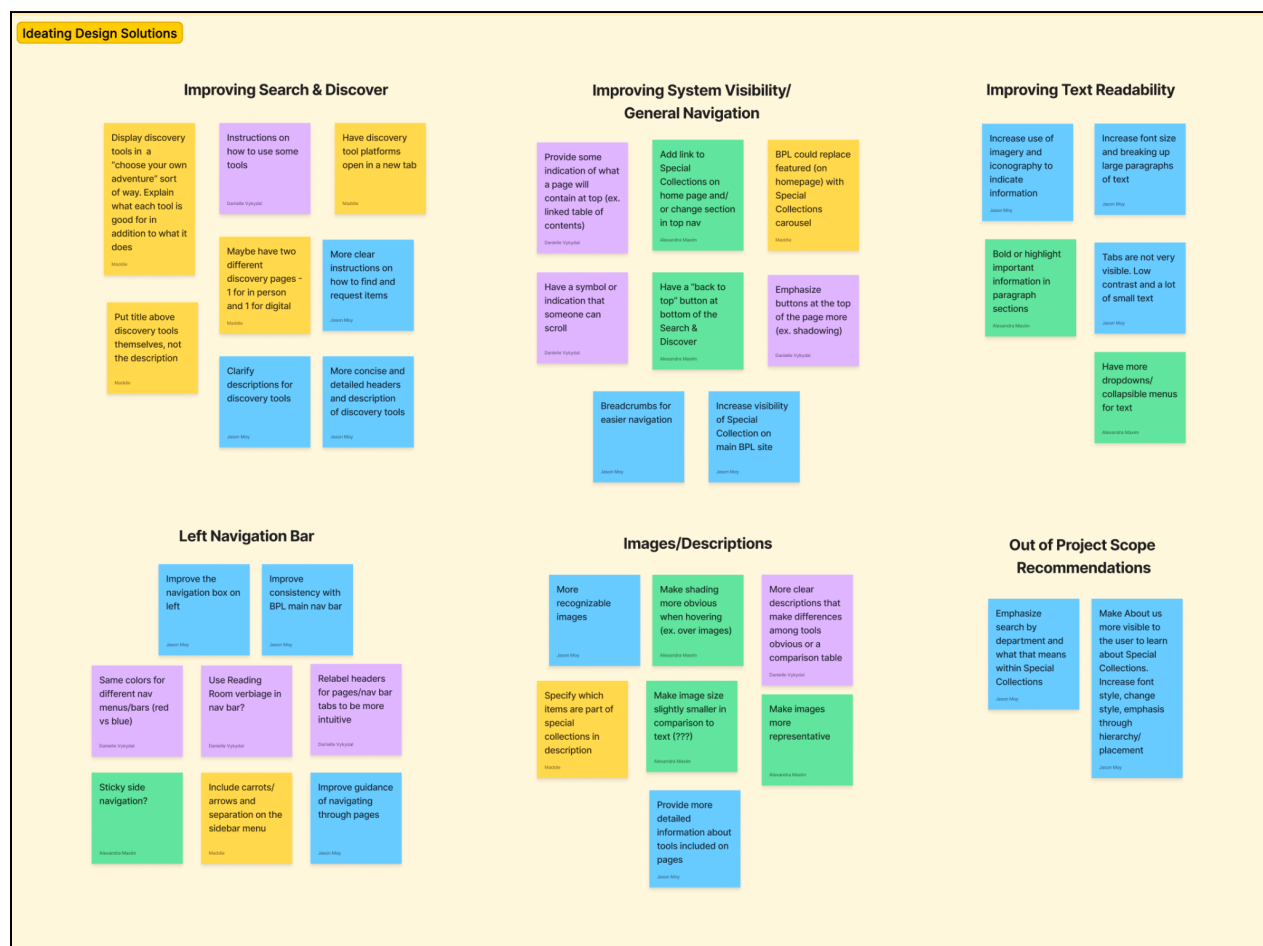 Ideating Design Solutions
Improving Search & Discover
Display discovery
tools in a
"choose your own
adventure" sort
of way. Explain
what each tool is
good for in
addition to what it
does
Maddie
Instructions on
how to use some
tools
Danielle Vykydal
Have discovery
tool platforms
open in a new tab
Maddie
Maybe have two
different
discovery pages -
1 for in person
and 1 for digital
Maddie
More clear
instructions on
how to find and
request items
Jason Moy
Put title above
discovery tools
themselves, not
the description
Maddie
Clarify
descriptions for
discovery tools
Jason Moy
More concise and
detailed headers
and description
of discovery tools
Jason Moy
Improving System Visibility/
General Navigation
Provide some
indication of what
a page will
contain at top (ex.
linked table of
contents)
Danielle Vykydal
Add link to
Special
Collections on
home page and/
or change section
in top nav
Alexandra Maxim
BPL could replace
featured (on
homepage) with
Special
Collections
carousel
Maddie
Have a symbol or
indication that
someone can
scroll
Danielle Vykydal
Have a "back to
top" button at
bottom of the
Search &
Discover
Alexandra Maxim
Emphasize
buttons at the top
of the page more
(ex. shadowing)
Danielle Vykydal
Breadcrumbs for
easier navigation
Jason Moy
Increase visibility
of Special
Collection on
main BPL site
Jason Moy
Improving Text Readability
Increase use of
imagery and
iconography to
indicate
information
Jason Moy
Increase font
size and breaking up
large paragraphs
of text
Jason Moy
Bold or highlight
important
information in
paragraph
sections
Alexandra Maxim
Tabs are not very
visible. Low
contrast and a lot
of small text
Jason Moy
Have more
dropdowns/
collapsible menus
for text
Alexandra Maxim
Left Navigation Bar
Improve the
navigation box on
left
Jason Moy
Improve
consistency with
BPL main nav bar
Jason Moy
Same colors for
different nav
menus/bars (red
vs blue)
Danielle Vykydal
Use Reading
Room verbiage in
nav bar?
Danielle Vykydal
Relabel headers
for pages/nav bar
tabs to be more
intuitive
Danielle Vykydal
Sticky side
navigation?
Alexandra Maxim
Include carrots/
arrows and
separation on the
sidebar menu
Maddie
Improve guidance
of navigating
through pages
Jason Moy
Images/Descriptions
More
recognizable
images
Jason Moy
Make shading
more obvious
when hovering
(ex. over images)
Alexandra Maxim
More clear
descriptions that
make differences
among tools
obvious or a
comparison table
Danielle Vykydal
Specify which
items are part of
special
collections in
description
Maddie
Make image size
slightly smaller in
comparison to
text (???)
Alexandra Maxim
Make images
more
representative
Alexandra Maxim
Provide more
detailed
information about
tools included on
pages
Jason Moy
Out of Project Scope
Recommendations
Emphasize
search by
department and
what that means
within Special
Collections
Jason Moy
Make About us
more visible to
the user to learn
about Special
Collections.
Increase font
style, change
style, emphasis
through
hierarchy/
placement
Jason Moy